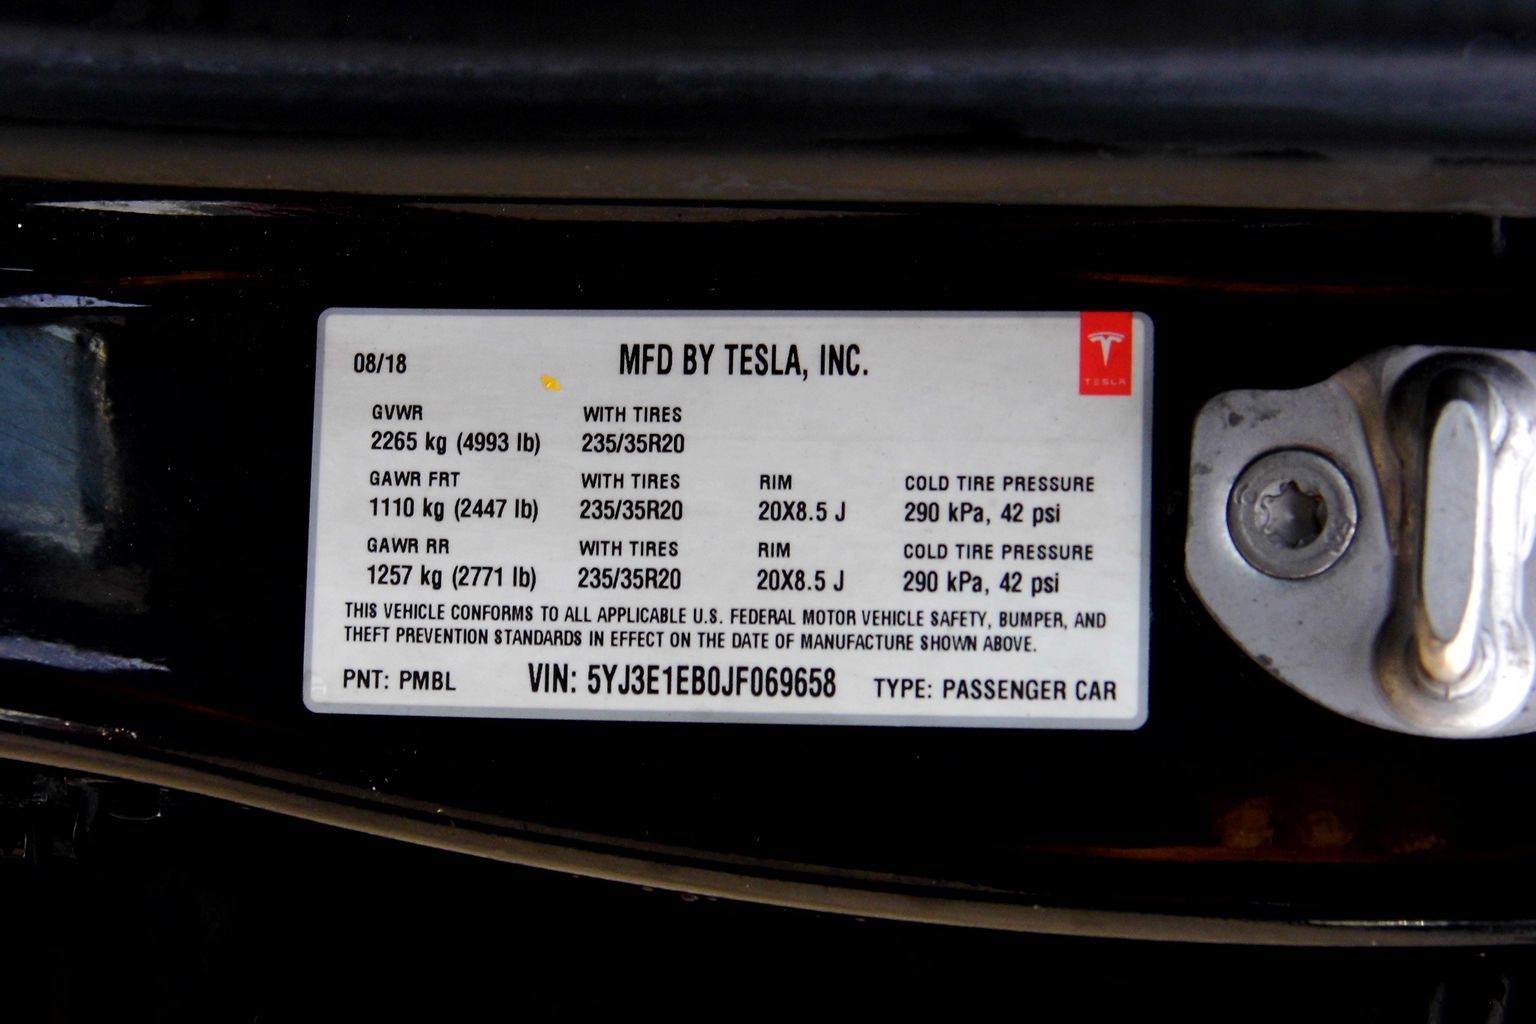 08/18 MFD BY TESLA, INC.
TESLA
GVWR WITH TIRES
2265 kg (4993 lb) 235/35R20
GAWR FRT WITH TIRES RIM COLD TIRE PRESSURE
1110 kg (2447 lb) 235/35R20 20X8.5 J 290 kPa, 42 psi
GAWR RR WITH TIRES RIM COLD TIRE PRESSURE
1257 kg (2771 lb) 235/35R20 20X8.5 J 290 kPa, 42 psi
THIS VEHICLE CONFORMS TO ALL APPLICABLE U.S. FEDERAL MOTOR VEHICLE SAFETY, BUMPER, AND
THEFT PREVENTION STANDARDS IN EFFECT ON THE DATE OF MANUFACTURE SHOWN ABOVE.
PNT: PMBL VIN: 5YJ3E1EB0JF069658 TYPE: PASSENGER CAR